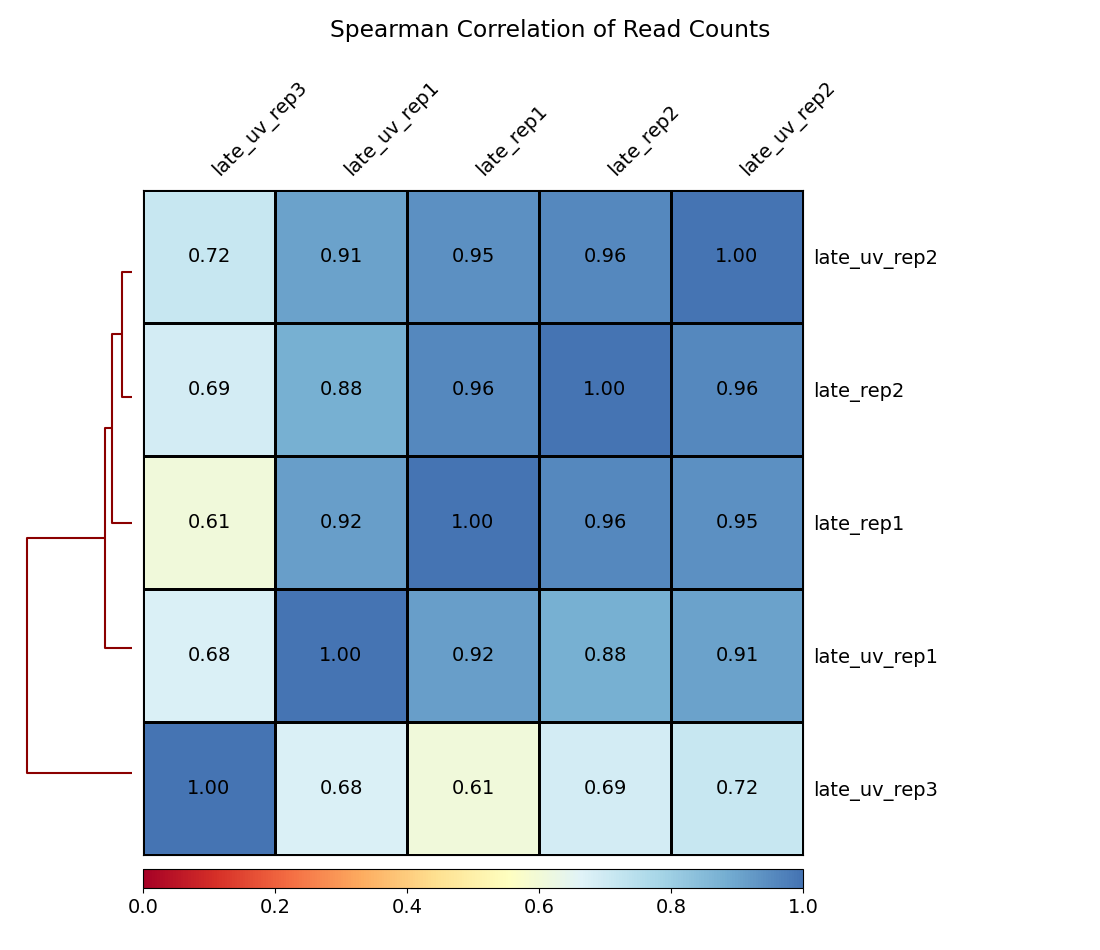 Spearman Correlation of Read Counts
late_uv_rep3 late_uv_rep1 late_rep1 late_rep2 late_uv_rep2
0.72 0.91 0.95 0.96 1.00 late_uv_rep2
0.69 0.88 0.96 1.00 0.96 late_rep2
0.61 0.92 1.00 0.96 0.95 late_rep1
0.68 1.00 0.92 0.88 0.91 late_uv_rep1
1.00 0.68 0.61 0.69 0.72 late_uv_rep3
0.0 0.2 0.4 0.6 0.8 1.0